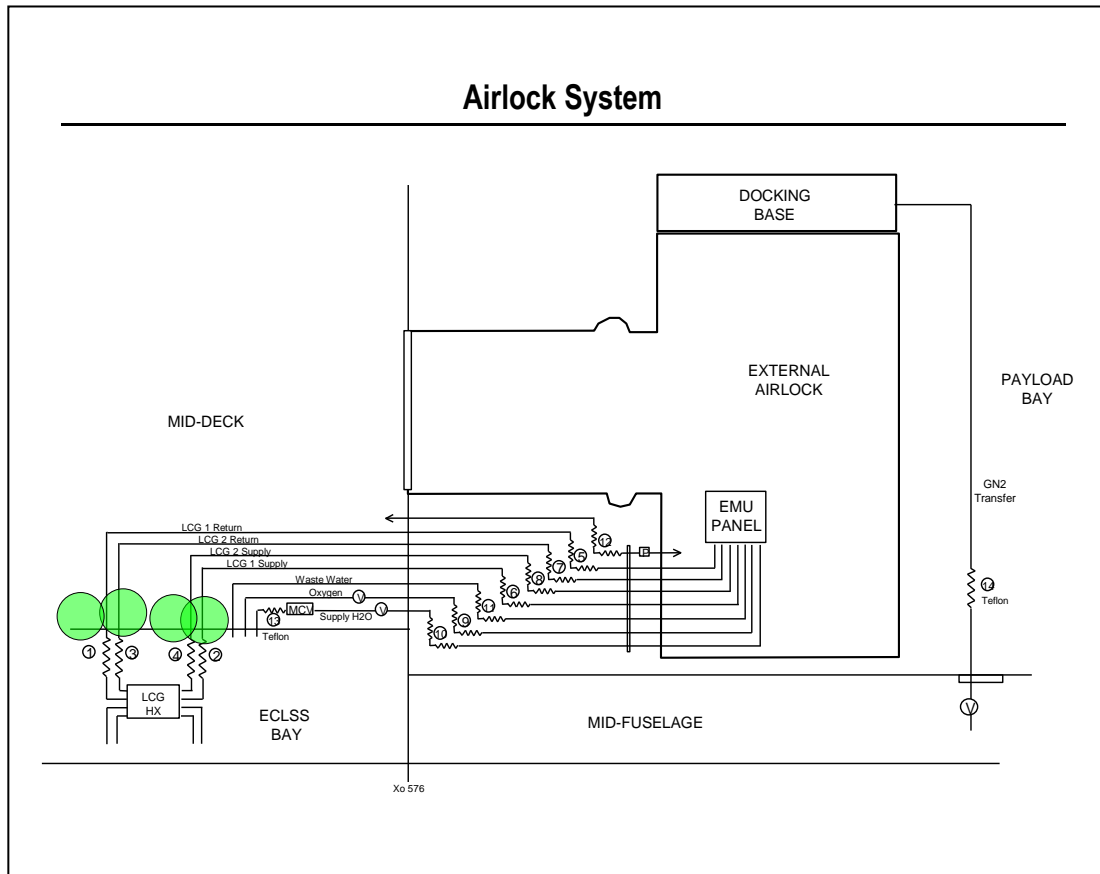 Airlock System
DOCKING
BASE
EXTERNAL
AIRLOCK
PAYLOAD
BAY
MID-DECK
GN2
Transfer
EMU
PANEL
LCG 1 Return
LCG 2 Return
LCG 2 Supply
LCG 1 Supply
Waste Water
Oxygen
V
MCV
V
Supply H2O
13
Teflon
12
P
5
7
8
6
11
9
10
14
Teflon
1
3
4
2
LCG
HX
ECLSS
BAY
MID-FUSELAGE
V
Xo 576